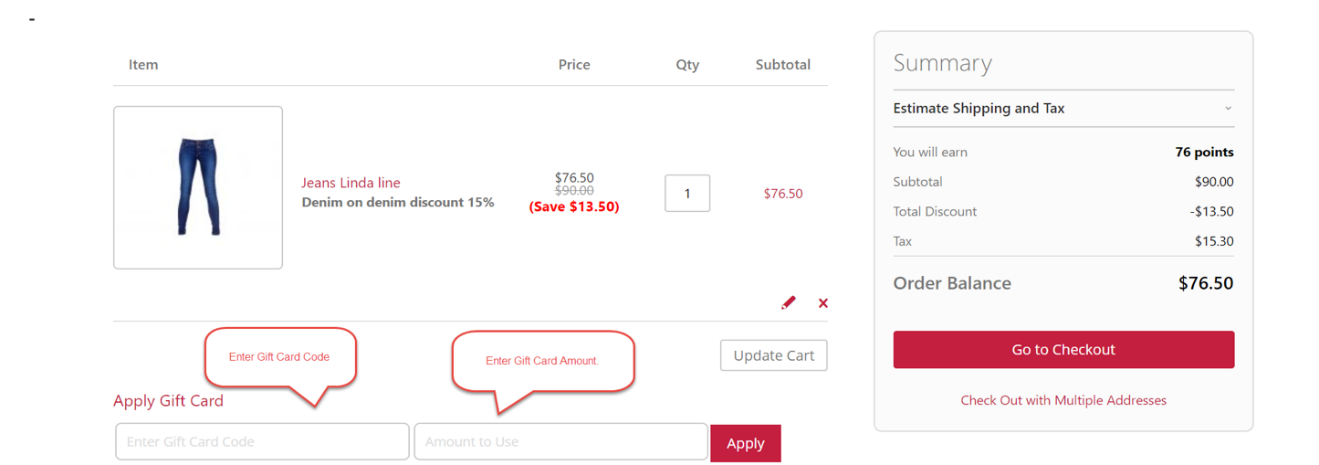 -
Item Price Qty Subtotal
Jeans Linda line
Denim on denim discount 15%
$76.50
$90.00
(Save $13.50)
1
$76.50
Update Cart
Enter Gift Card Code
Enter Gift Card Amount.
Apply Gift Card
Enter Gift Card Code
Amount to Use
Apply
Summary
Estimate Shipping and Tax
You will earn 76 points
Subtotal $90.00
Total Discount -$13.50
Tax $15.30
Order Balance $76.50
Go to Checkout
Check Out with Multiple Addresses